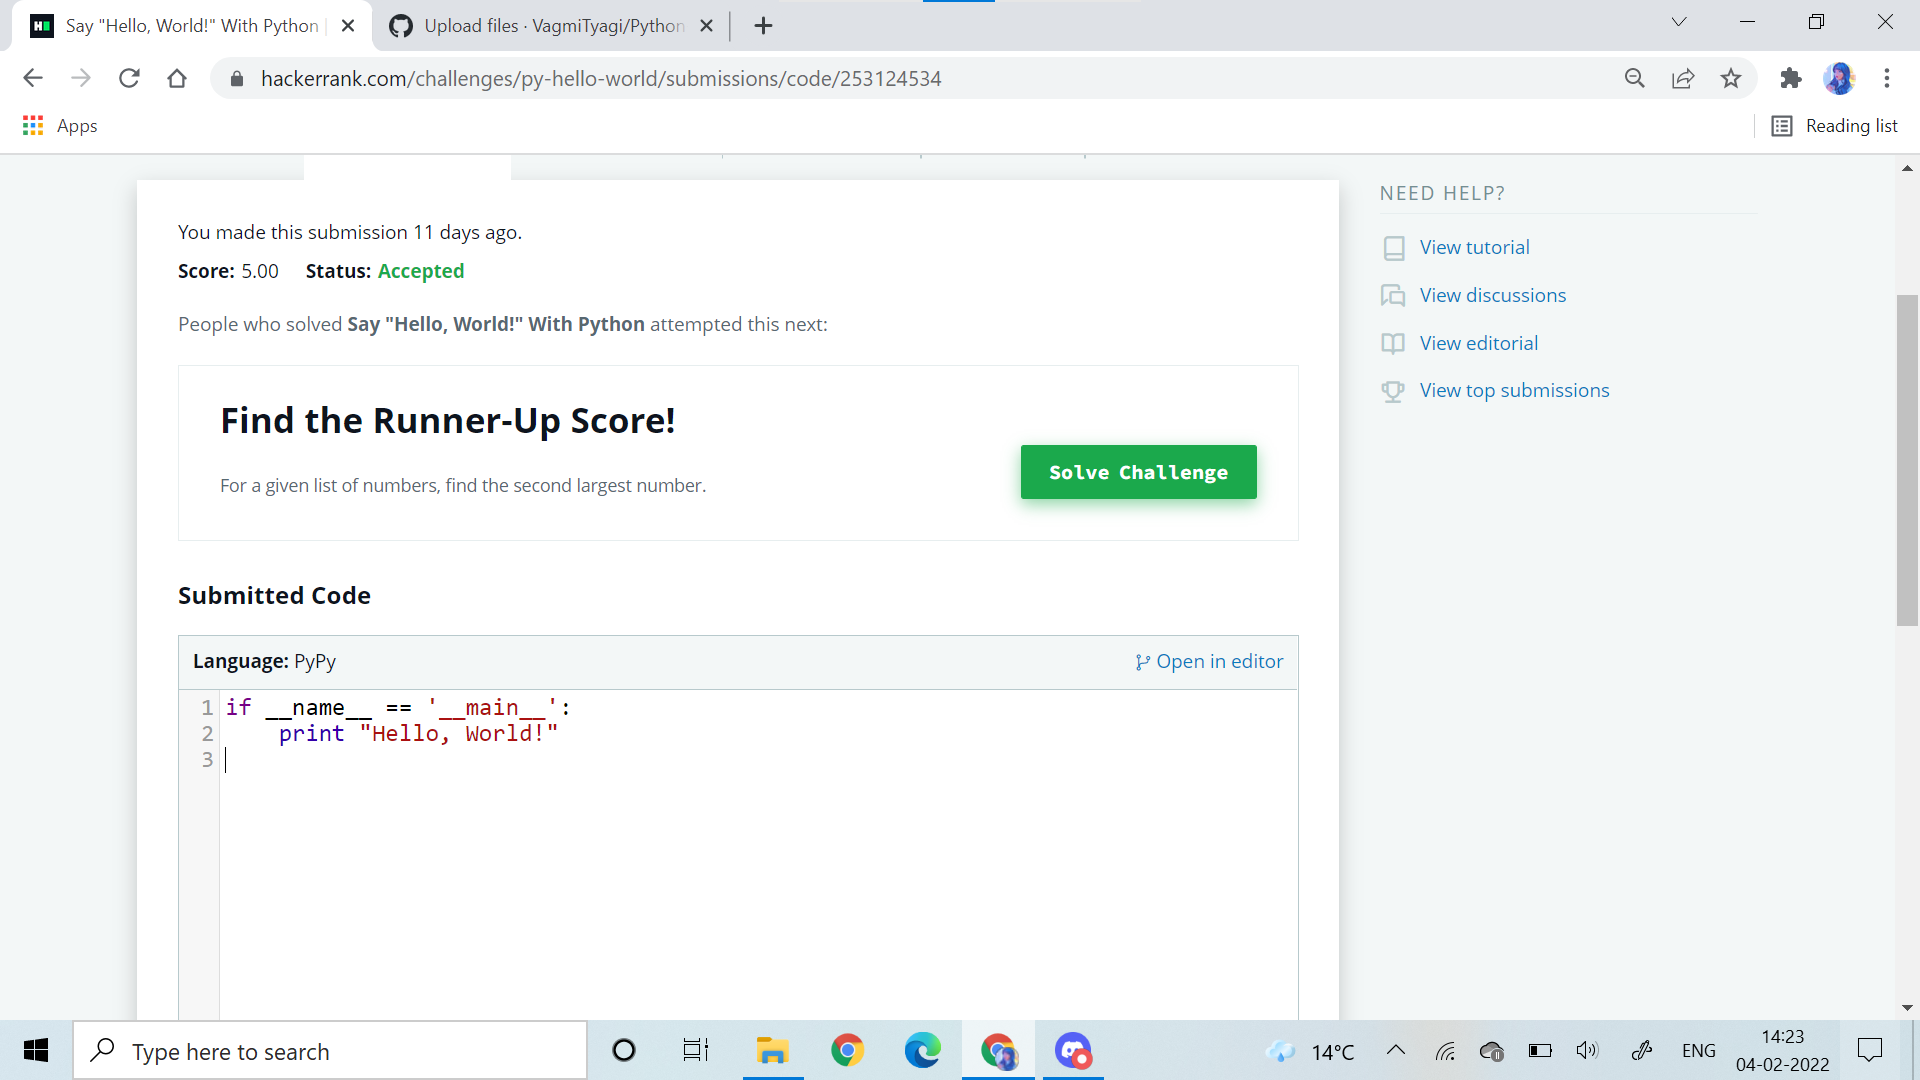 Say "Hello, World!" With Python |
Upload files · VagmiTyagi/Python
hackerrank.com/challenges/py-hello-world/submissions/code/253124534
Apps
Reading list
You made this submission 11 days ago.
Score: 5.00 Status: Accepted
People who solved Say "Hello, World!" With Python attempted this next:
Find the Runner-Up Score!
For a given list of numbers, find the second largest number.
Solve Challenge
Submitted Code
Language: PyPy
Open in editor
1 if __name__ == '__main__':
2     print "Hello, World!"
3
NEED HELP?
View tutorial
View discussions
View editorial
View top submissions
Type here to search
14°C
ENG
14:23
04-02-2022